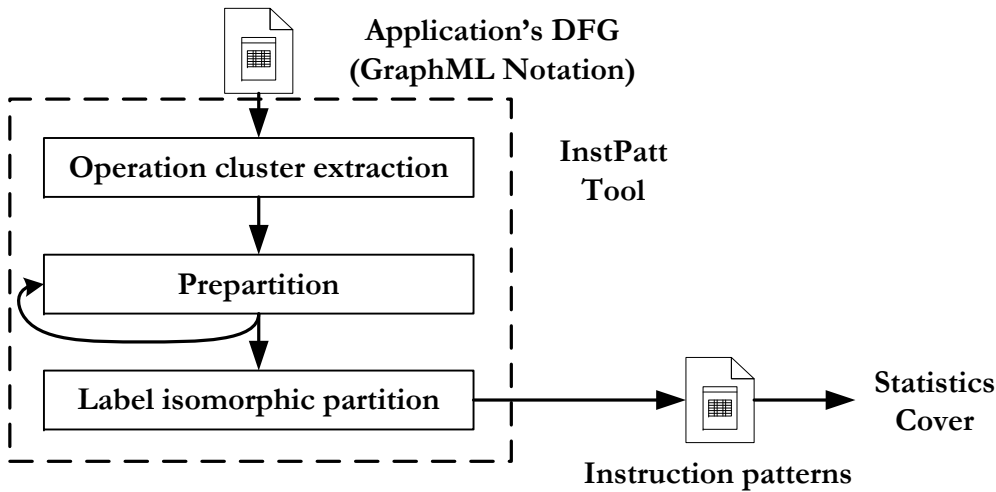 Application's DFG
(GraphML Notation)
Operation cluster extraction
InstPatt
Tool
Prepartition
Label isomorphic partition
Statistics
Cover
Instruction patterns